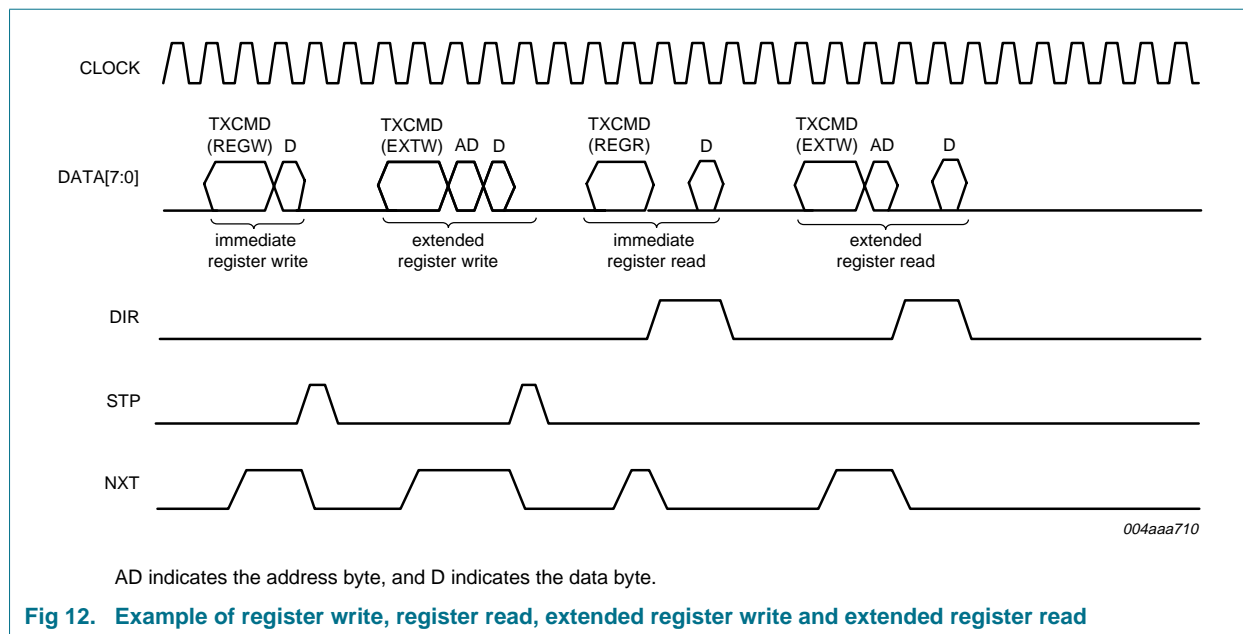 CLOCK
TXCMD
(REGW) D
TXCMD
(EXTW) AD D
TXCMD
(REGR) D
TXCMD
(EXTW) AD D
DATA[7:0]
immediate
register write
extended
register write
immediate
register read
extended
register read
DIR
STP
NXT
004aaa710
AD indicates the address byte, and D indicates the data byte.
Fig 12. Example of register write, register read, extended register write and extended register read